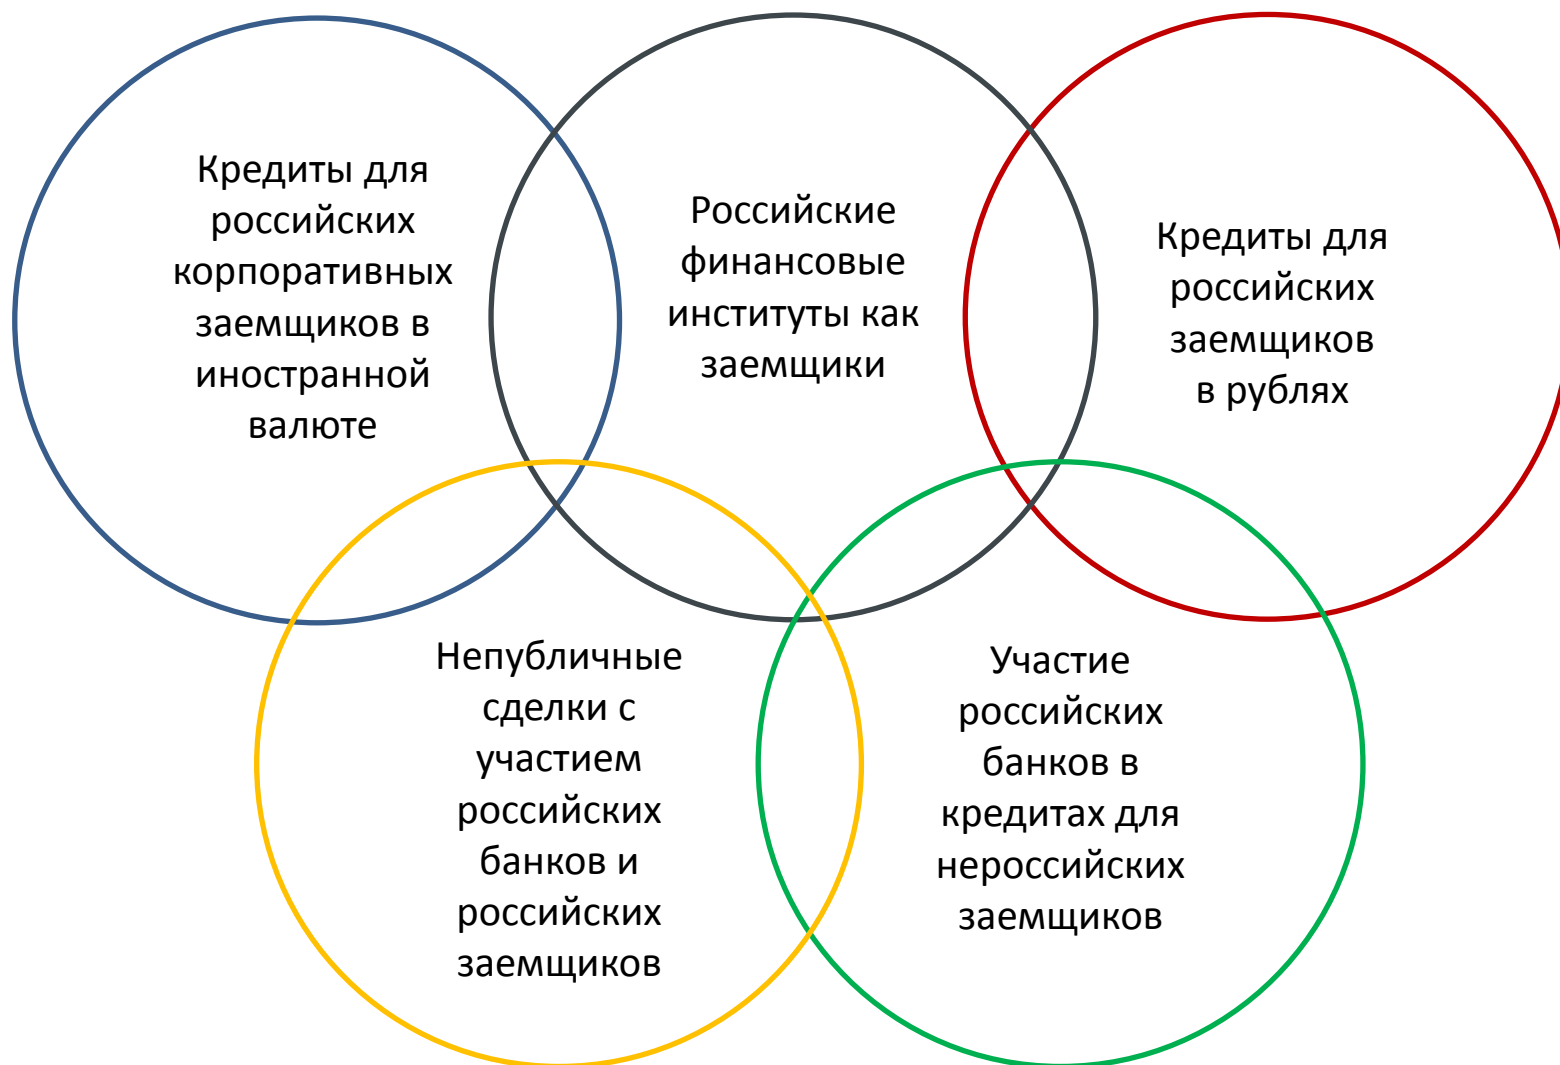 Кредиты для
российских
корпоративных
заемщиков в
иностранной
валюте
Российские
финансовые
институты как
заемщики
Кредиты для
российских
заемщиков
в рублях
Непубличные
сделки с
участием
российских
банков и
российских
заемщиков
Участие
российских
банков в
кредитах для
нероссийских
заемщиков